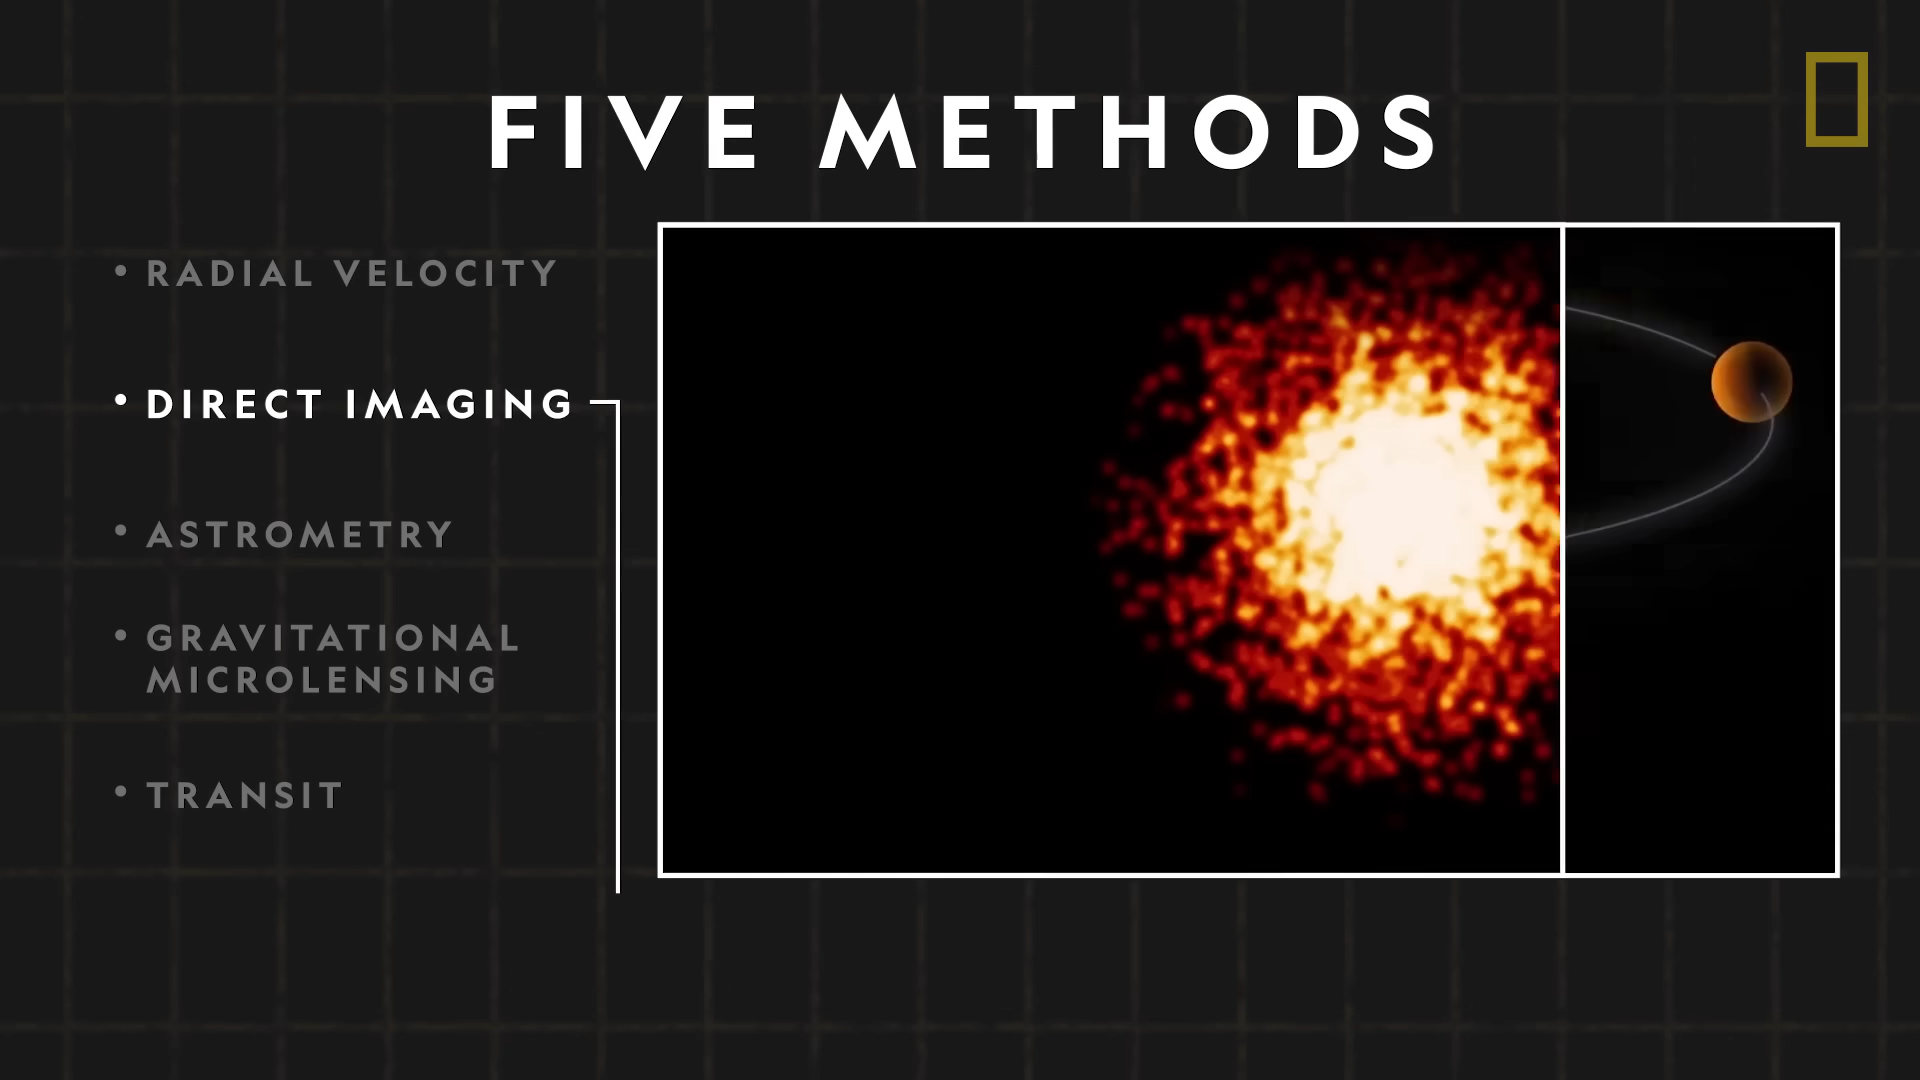 FIVE METHODS
• RADIAL VELOCITY
• DIRECT IMAGING
• ASTROMETRY
• GRAVITATIONAL
MICROLENSING
• TRANSIT